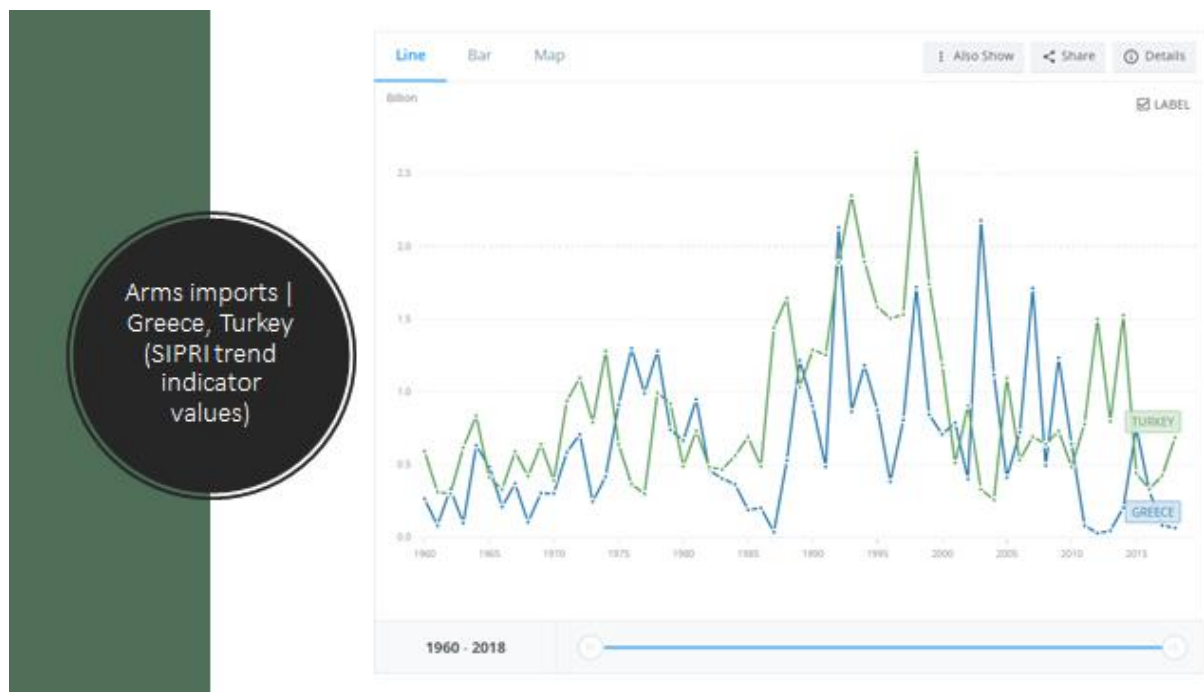 Arms imports |
Greece, Turkey
(SIPRI trend
indicator
values)
Line Bar Map
Also Show Share Details
Billion
LABEL
2.5
2.0
1.5
1.0
0.5
0.0
TURKEY
GREECE
1960 1965 1970 1975 1980 1985 1990 1995 2000 2005 2010 2015
1960 - 2018